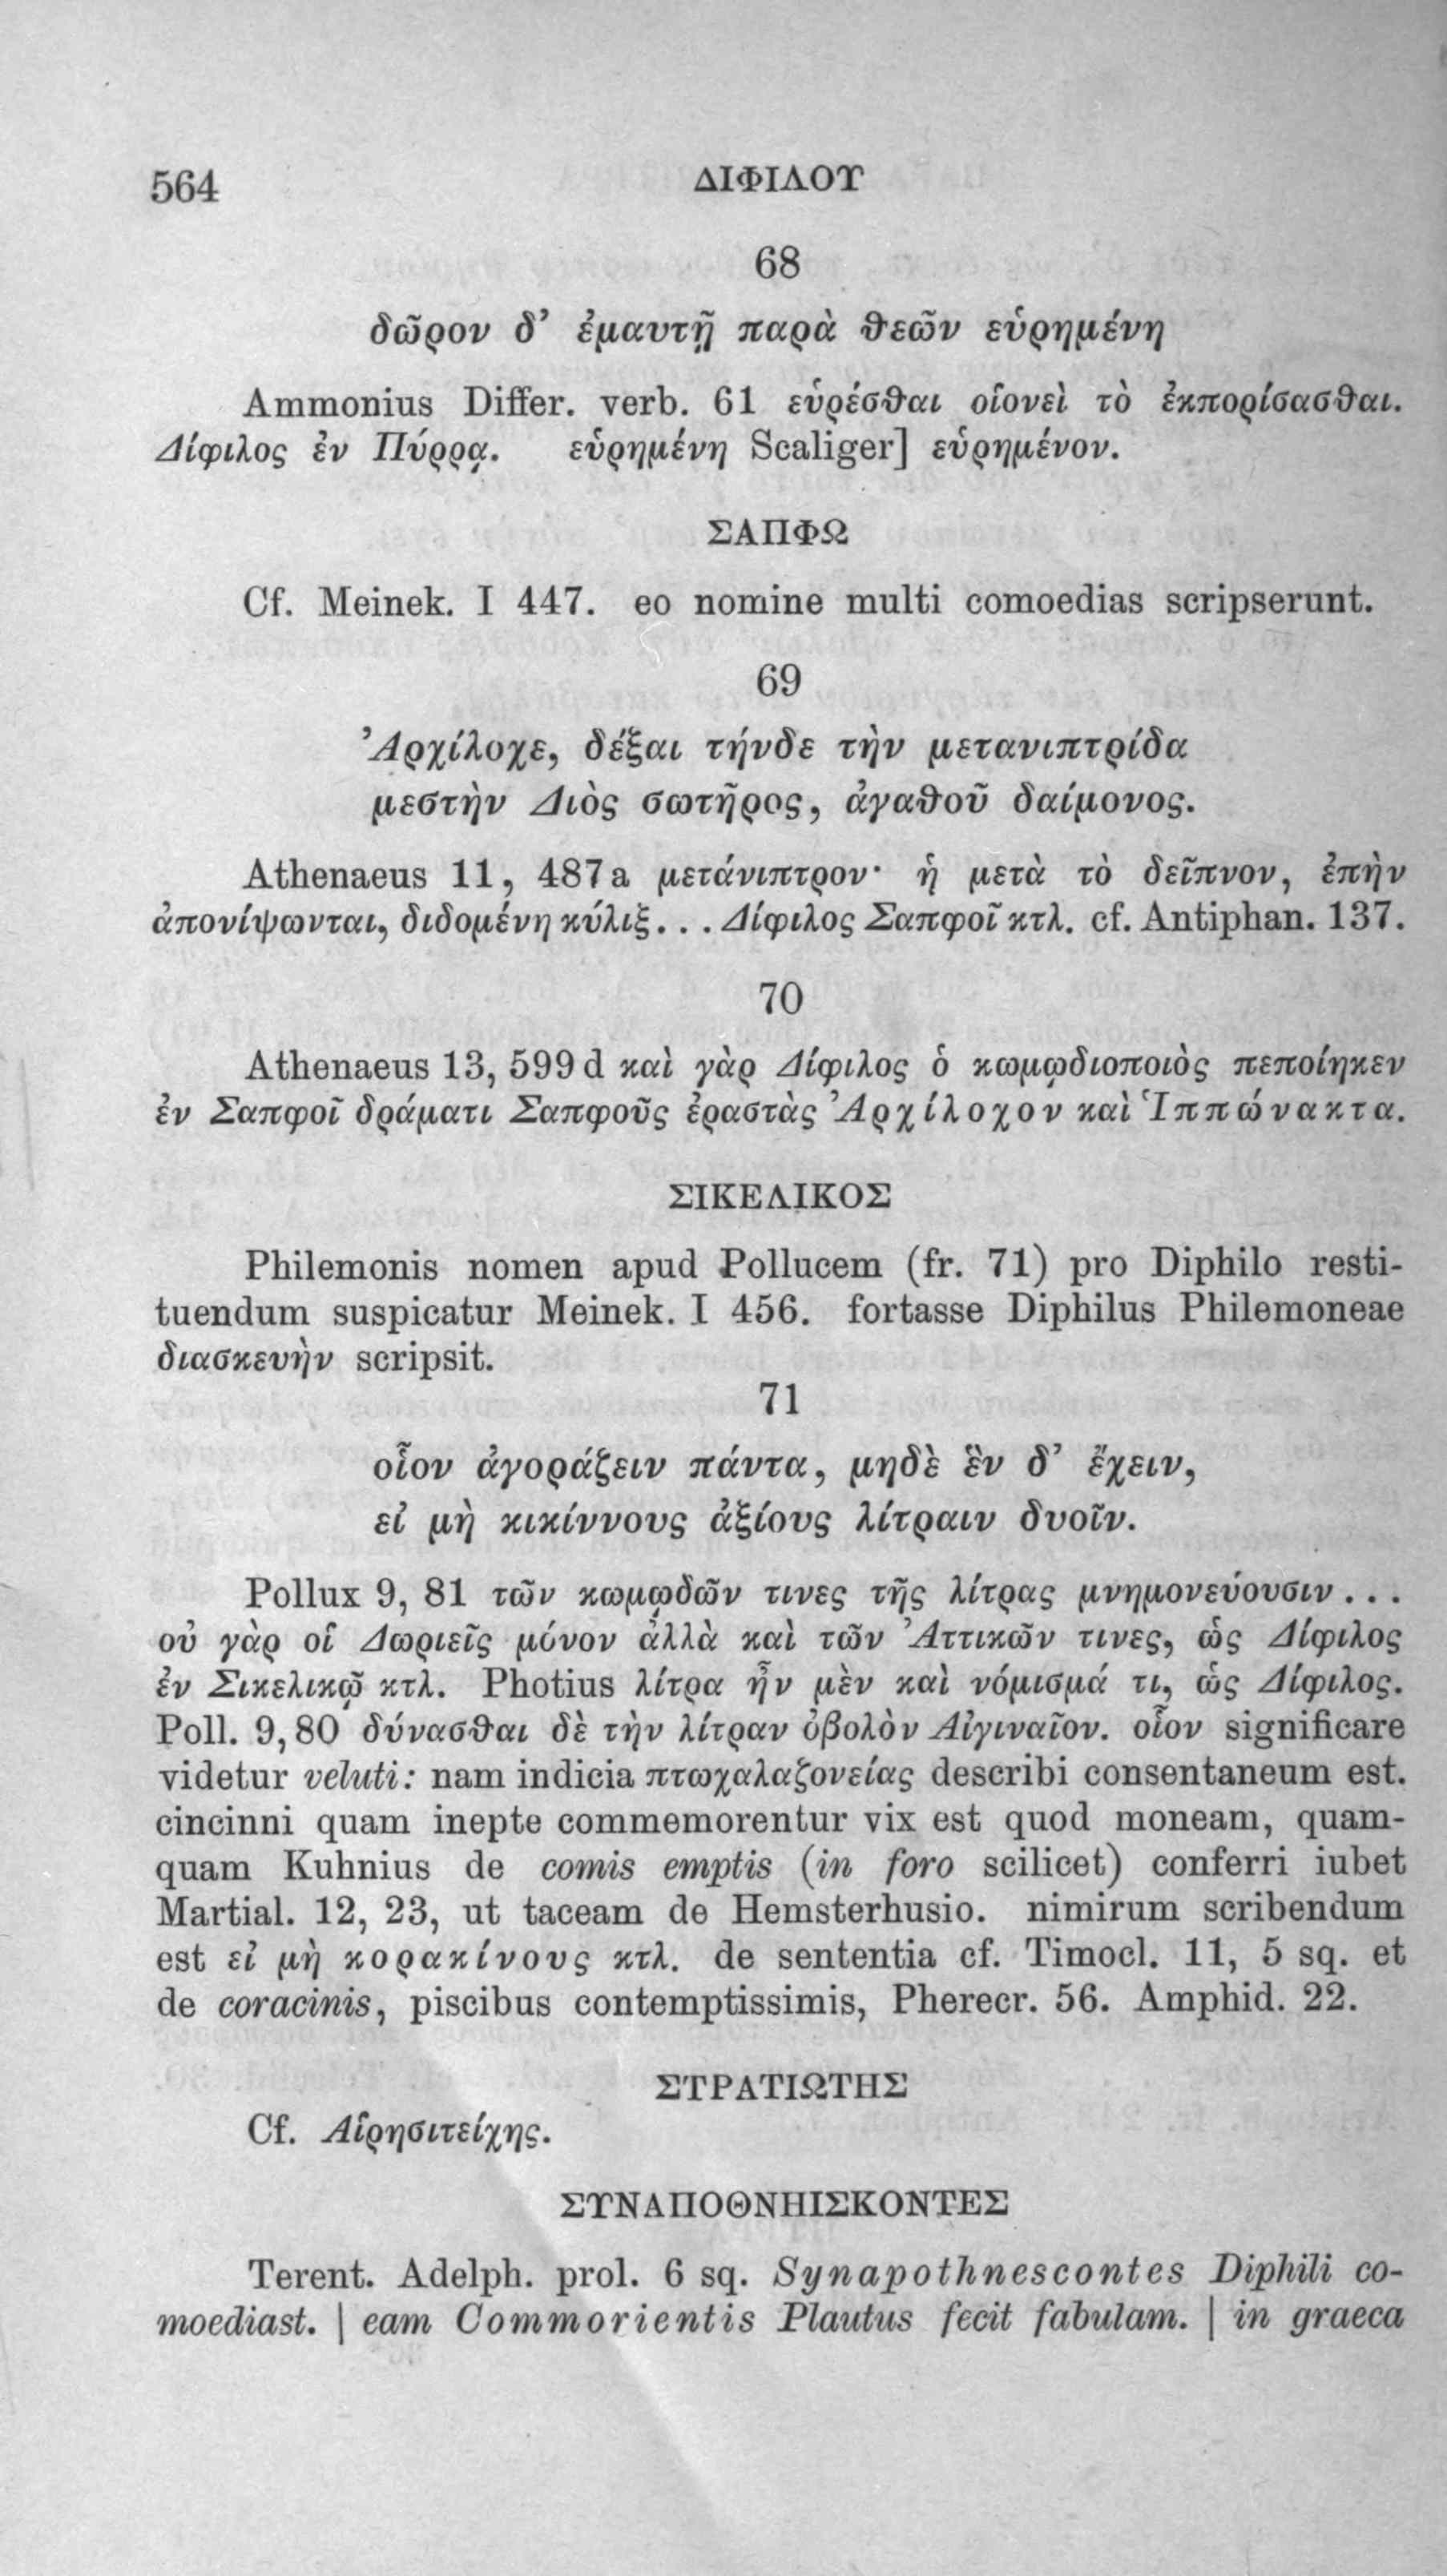 564 ΔΙΦΙΛΟΥ
68
δῶρον δ’ ἐμαυτῇ παρὰ θεῶν εὑρημένη
Ammonius Differ. verb. 61 εὑρέσθαι οἱονεὶ τὸ ἐκπορίσασθαι.
Δίφιλος ἐν Πύρρᾳ. εὑρημένη Scaliger] εὑρημένον.
ΣΑΠΦΩ
Cf. Meinek. I 447. eo nomine multi comoedias scripserunt.
69
Ἀρχίλοχε, δέξαι τήνδε τὴν μετανιπτρίδα
μεστὴν Διὸς σωτῆρος, ἀγαθοῦ δαίμονος.
Athenaeus 11, 487a μετάνιπτρον· ἡ μετὰ τὸ δεῖπνον, ἐπὴν
ἀπονίψωνται, διδομένη κύλιξ... Δίφιλος Σαπφοῖ κτλ. cf. Antiphan. 137.
70
Athenaeus 13, 599 d καὶ γὰρ Δίφιλος ὁ κωμῳδιοποιὸς πεποίηκεν
ἐν Σαπφοῖ δράματι Σαπφοῦς ἐραστὰς Ἀρχίλοχον καὶ Ἱππώνακτα.
ΣΙΚΕΛΙΚΟΣ
Philemonis nomen apud Pollucem (fr. 71) pro Diphilo resti-
tuendum suspicatur Meinek. I 456. fortasse Diphilus Philemoneae
διασκευὴν scripsit.
71
οἷον ἀγοράζειν πάντα, μηδὲ ἓν δ’ ἔχειν,
εἰ μὴ κικίννους ἀξίους λίτραιν δυοῖν.
Pollux 9, 81 τῶν κωμῳδῶν τινες τῆς λίτρας μνημονεύουσιν...
οὐ γὰρ οἱ Δωριεῖς μόνον ἀλλὰ καὶ τῶν Ἀττικῶν τινες, ὡς Δίφιλος
ἐν Σικελικῷ κτλ. Photius λίτρα ἦν μὲν καὶ νόμισμά τι, ὡς Δίφιλος.
Poll. 9, 80 δύνασθαι δὲ τὴν λίτραν ὀβολὸν Αἰγιναῖον. οἷον significare
videtur veluti: nam indicia πτωχαλαζονείας describi consentaneum est.
cincinni quam inepte commemorentur vix est quod moneam, quam-
quam Kuhnius de comis emptis (in foro scilicet) conferri iubet
Martial. 12, 23, ut taceam de Hemsterhusio. nimirum scribendum
est εἰ μὴ κορακίνους κτλ. de sententia cf. Timocl. 11, 5 sq. et
de coracinis, piscibus contemptissimis, Pherecr. 56. Amphid. 22.
ΣΤΡΑΤΙΩΤΗΣ
Cf. Αἱρησιτείχης.
ΣΥΝΑΠΟΘΝΗΙΣΚΟΝΤΕΣ
Terent. Adelph. prol. 6 sq. Synapothnescontes Diphili co-
moediast. | eam Commorientis Plautus fecit fabulam. | in graeca